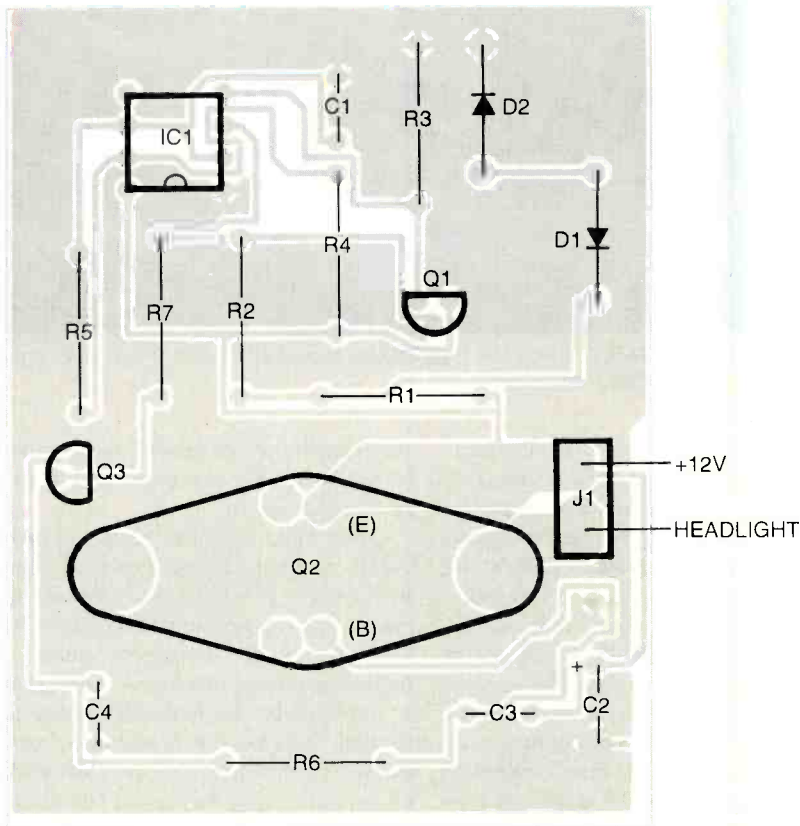 C1
R3
D2
IC1
R4
D1
Q1
R5
R7
R2
R1
Q3
+12V
J1
(E)
HEADLIGHT
Q2
(B)
+
C4
C3
C2
R6